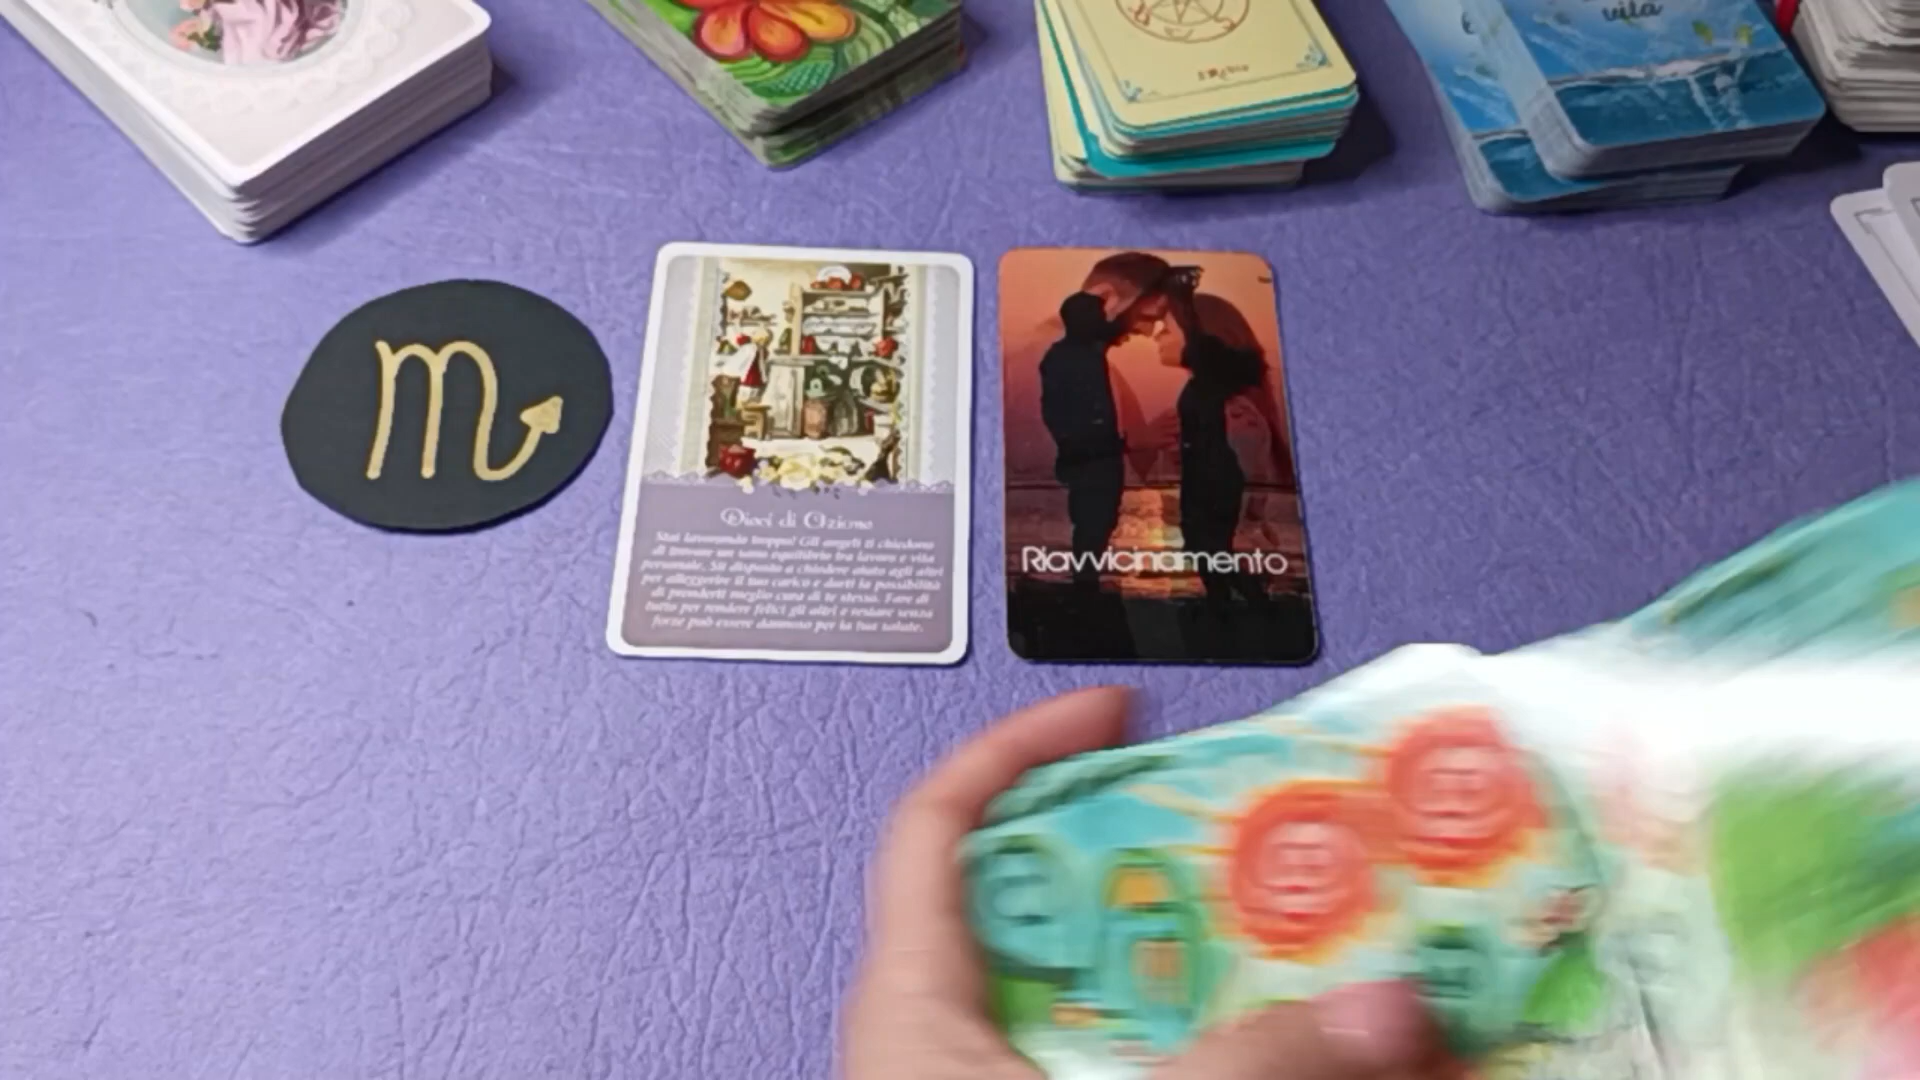 vita
Dieci di Azione
Stai lavorando troppo! Gli angeli ti chiedono
di trovare un sano equilibrio tra lavoro e vita
personale. Sii disposto a chiedere aiuto agli altri
per alleggerire il tuo carico e darti la possibilità
di prenderti meglio cura di te stesso. Fare di
tutto per rendere felici gli altri e restare senza
forze può essere dannoso per la tua salute.
Riavvicinamento